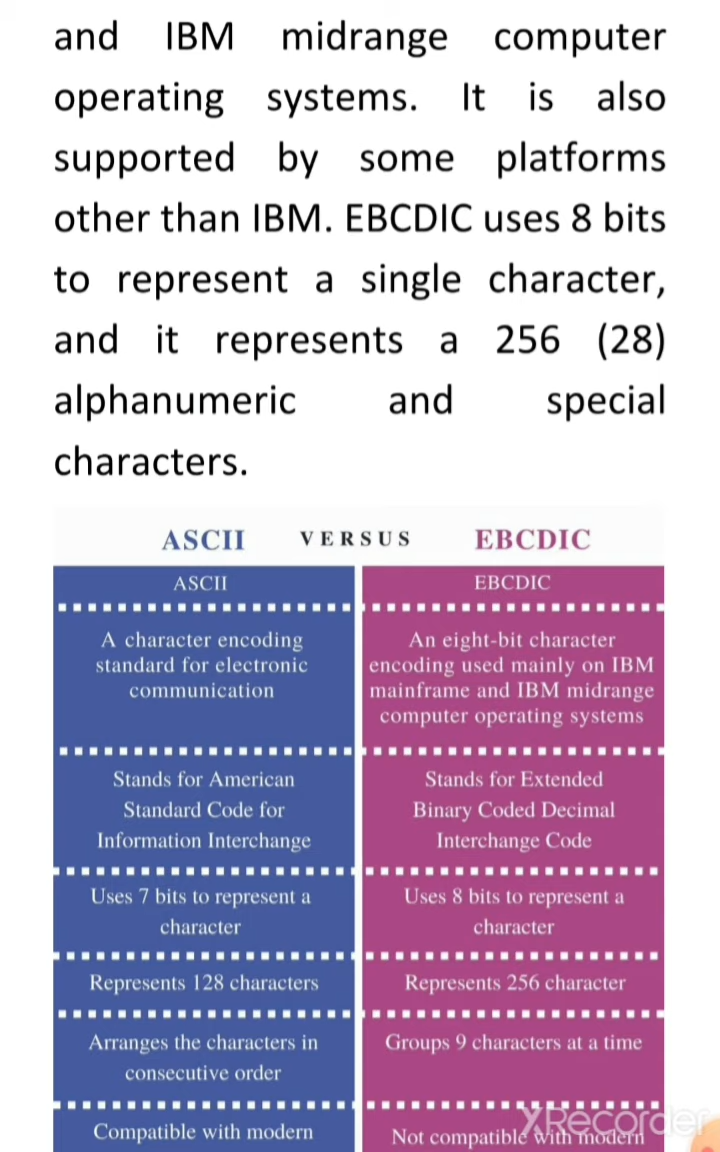 and IBM midrange computer
operating systems. It is also
supported by some platforms
other than IBM. EBCDIC uses 8 bits
to represent a single character,
and it represents a 256 (28)
alphanumeric and special
characters.
ASCII VERSUS EBCDIC
ASCII
EBCDIC
A character encoding
standard for electronic
communication
An eight-bit character
encoding used mainly on IBM
mainframe and IBM midrange
computer operating systems
Stands for American
Standard Code for
Information Interchange
Stands for Extended
Binary Coded Decimal
Interchange Code
Uses 7 bits to represent a
character
Uses 8 bits to represent a
character
Represents 128 characters
Represents 256 character
Arranges the characters in
consecutive order
Groups 9 characters at a time
Compatible with modern
Not compatible with modern
XRecorder